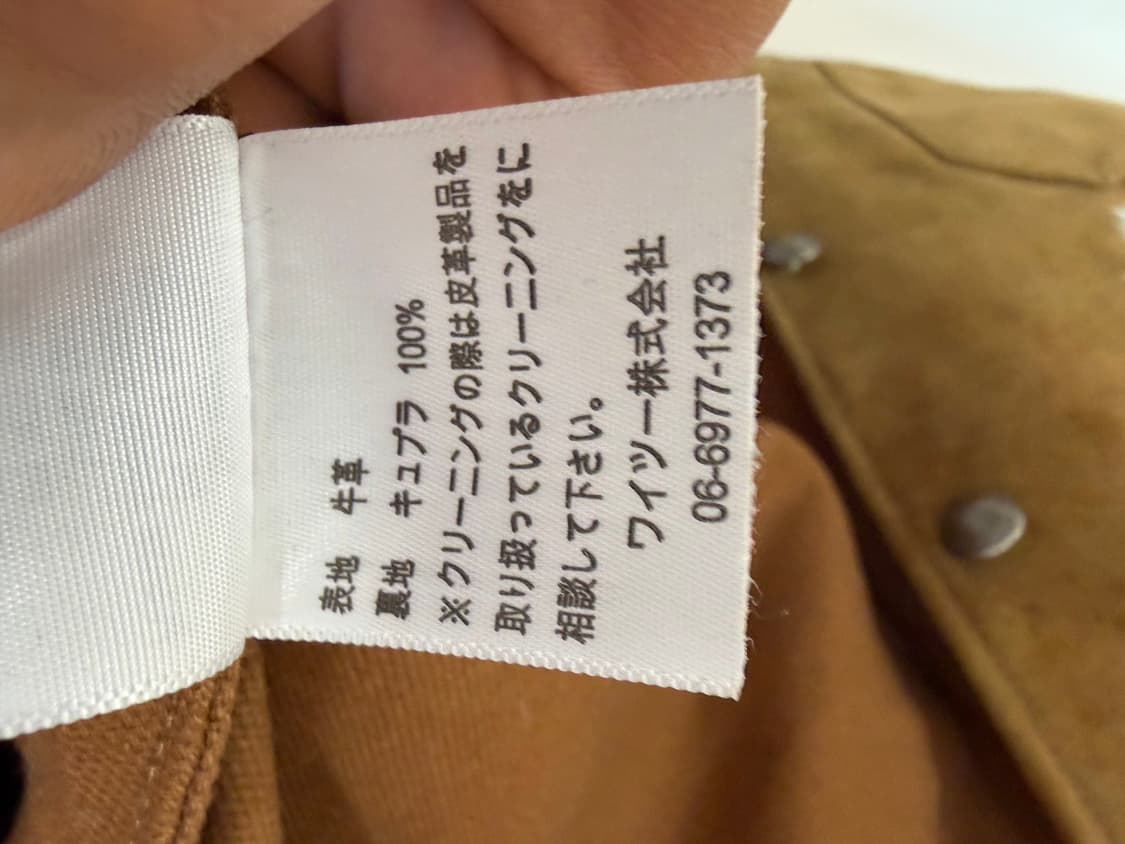 表地　牛革
裏地　キュプラ 100%
※クリーニングの際は皮革製品を
取り扱っているクリーニングをに
相談して下さい。
ワイツー株式会社
06-6977-1373